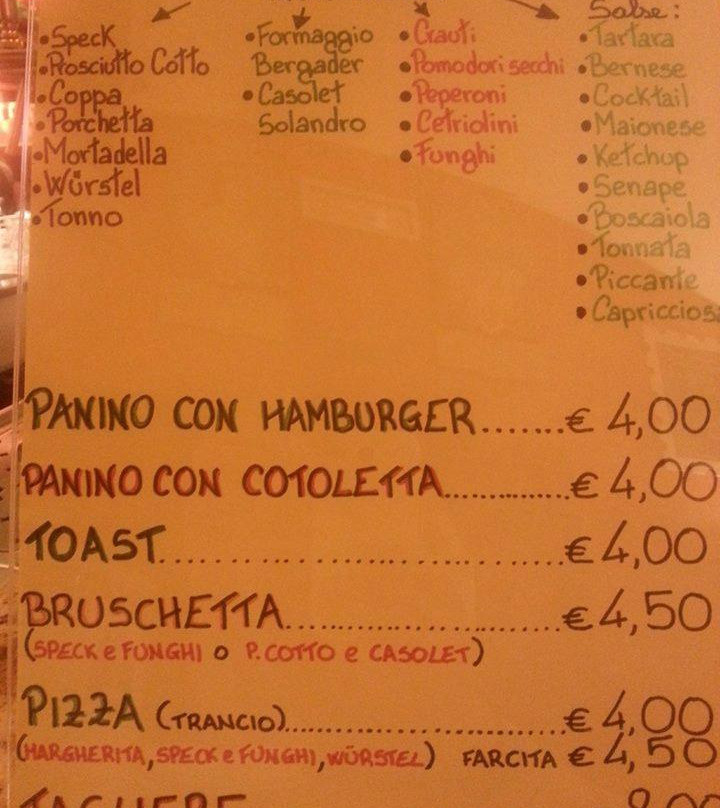 Salse:
•Speck
•Prosciutto Cotto
•Coppa
•Porchetta
•Mortadella
•Würstel
•Tonno
•Formaggio
Bergader
•Casolet
Solandro
•Crauti
•Pomodori secchi
•Peperoni
•Cetriolini
•Funghi
•Tartara
•Bernese
•Cocktail
•Maionese
•Ketchup
•Senape
•Boscaiola
•Tonnata
•Piccante
•Capricciosa
PANINO CON HAMBURGER.......€ 4,00
PANINO CON COTOLETTA..............€ 4,00
TOAST..............................€ 4,00
BRUSCHETTA........................€ 4,50
(SPECK e FUNGHI O P. COTTO e CASOLET)
PIZZA (TRANCIO)..........................€ 4,00
(MARGHERITA, SPECK e FUNGHI, WÜRSTEL) FARCITA € 4,50